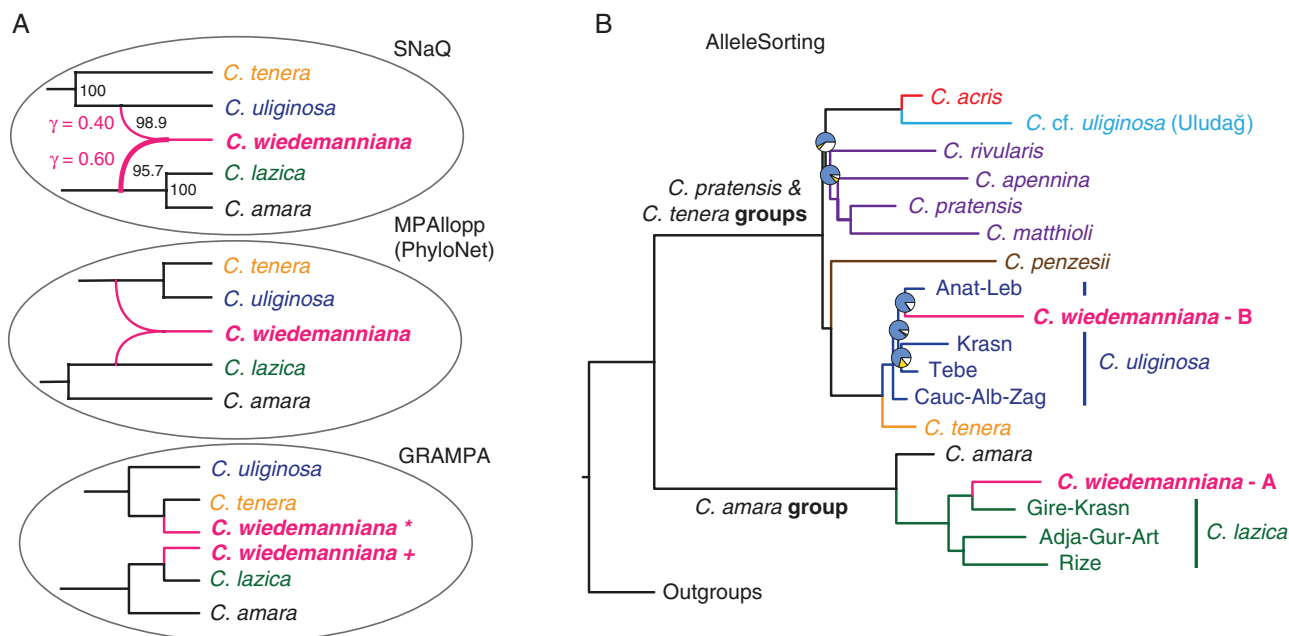 A
SNaQ
C. tenera
100
C. uliginosa
γ = 0.40
98.9
C. wiedemanniana
γ = 0.60
95.7
C. lazica
100
C. amara
MPAllopp
(PhyloNet)
C. tenera
C. uliginosa
C. wiedemanniana
C. lazica
C. amara
GRAMPA
C. uliginosa
C. tenera
C. wiedemanniana *
C. wiedemanniana +
C. lazica
C. amara
B
AlleleSorting
C. acris
C. cf. uliginosa (Uludağ)
C. rivularis
C. apennina
C. pratensis
C. matthioli
C. pratensis &
C. tenera groups
C. penzesii
Anat-Leb
C. wiedemanniana - B
Krasn
Tebe
Cauc-Alb-Zag
C. uliginosa
C. tenera
C. amara
C. wiedemanniana - A
C. amara group
Gire-Krasn
Adja-Gur-Art
Rize
C. lazica
Outgroups